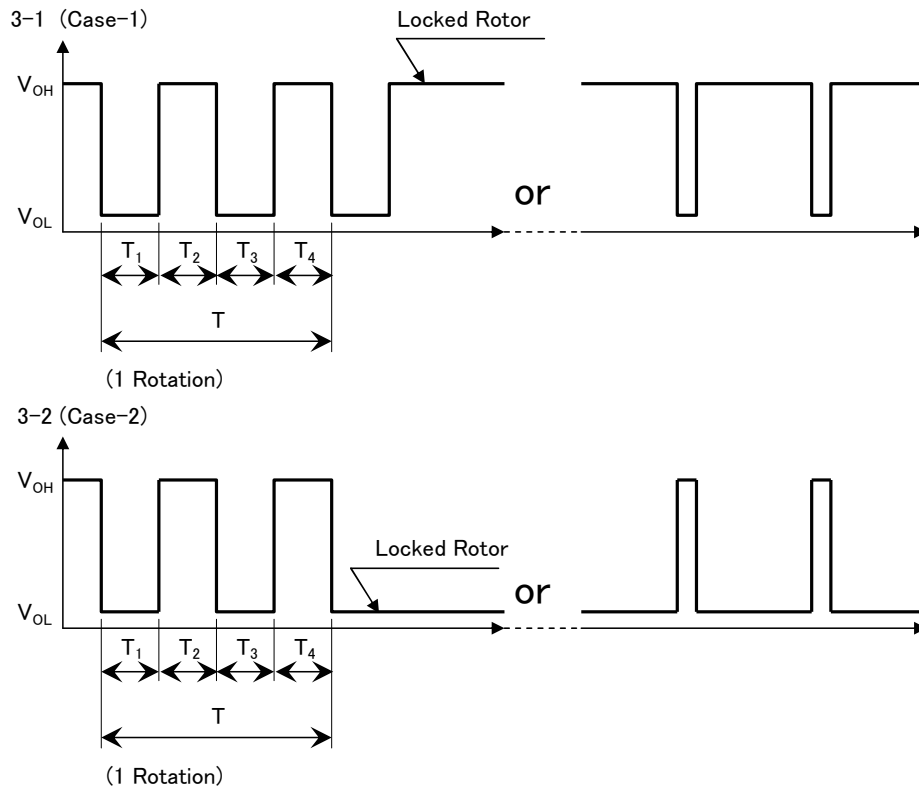 3-1 (Case-1)
Locked Rotor
VOH
or
VOL
T1 T2 T3 T4
T
(1 Rotation)
3-2 (Case-2)
VOH
Locked Rotor
or
VOL
T1 T2 T3 T4
T
(1 Rotation)